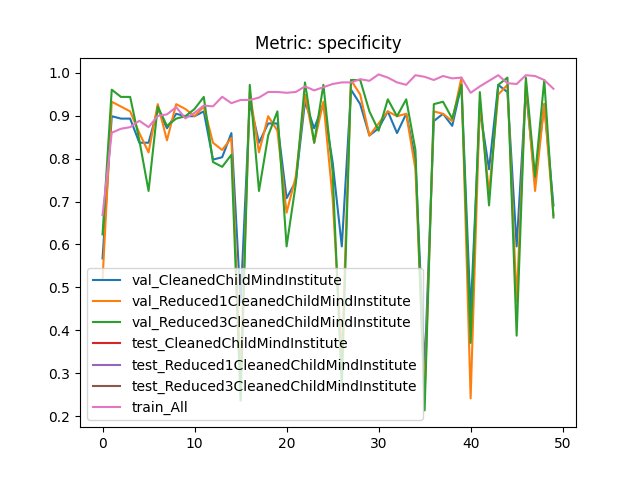 Metric: specificity
1.0
0.9
0.8
0.7
0.6
0.5
0.4
0.3
0.2
val_CleanedChildMindInstitute
val_Reduced1CleanedChildMindInstitute
val_Reduced3CleanedChildMindInstitute
test_CleanedChildMindInstitute
test_Reduced1CleanedChildMindInstitute
test_Reduced3CleanedChildMindInstitute
train_All
0 10 20 30 40 50